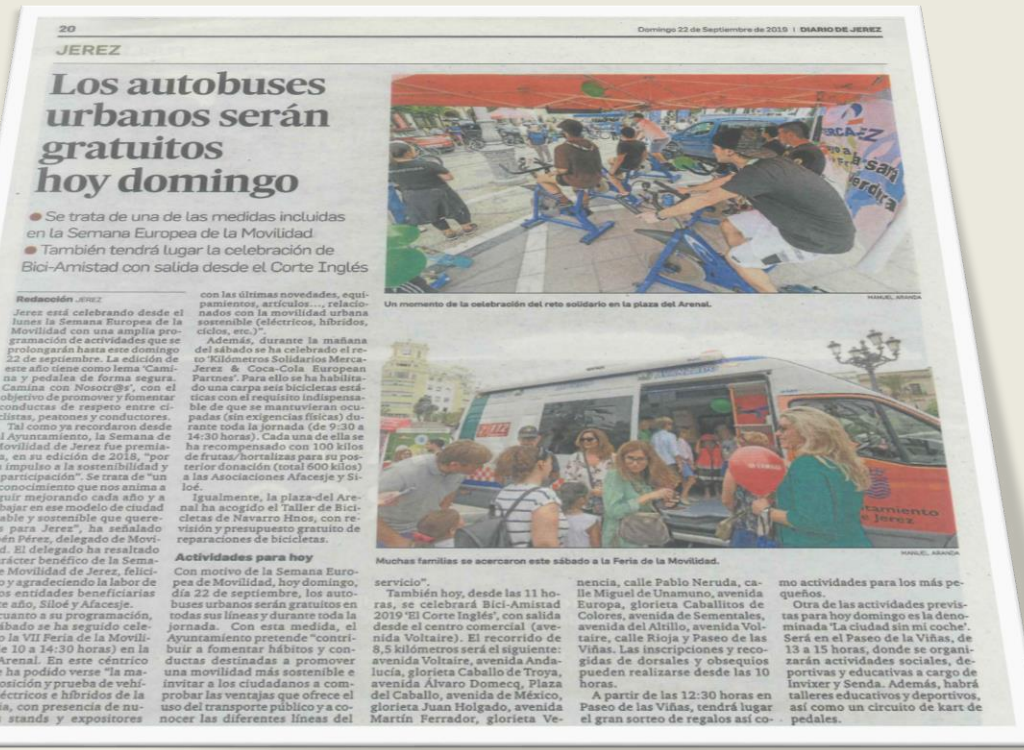 20
Domingo 22 de Septiembre de 2019 | DIARIO DE JEREZ
JEREZ
Los autobuses
urbanos serán
gratuitos
hoy domingo
● Se trata de una de las medidas incluidas
en la Semana Europea de la Movilidad
● También tendrá lugar la celebración de
Bici-Amistad con salida desde el Corte Inglés
MANUEL ARANDA
Un momento de la celebración del reto solidario en la plaza del Arenal.
MANUEL ARANDA
Muchas familias se acercaron este sábado a la Feria de la Movilidad.
Redacción JEREZ
Jerez está celebrando desde el
lunes la Semana Europea de la
Movilidad con una amplia pro-
gramación de actividades que se
prolongarán hasta este domingo
22 de septiembre. La edición de
este año tiene como lema 'Cami-
na y pedalea de forma segura.
Camina con Nosotr@s', con el
objetivo de promover y fomentar
conductas de respeto entre ci-
clistas, peatones y conductores.
Tal como ya recordaron desde
l Ayuntamiento, la Semana de
Movilidad de Jerez fue premia-
a, en su edición de 2018, "por
impulso a la sostenibilidad y
participación". Se trata de "un
conocimiento que nos anima a
guir mejorando cada año y a
bajar en ese modelo de ciudad
able y sostenible que quere-
s para Jerez", ha señalado
én Pérez, delegado de Movi-
d. El delegado ha resaltado
rácter benéfico de la Sema-
e Movilidad de Jerez, felici-
o y agradeciendo la labor de
s entidades beneficiarias
e año, Siloé y Afacesje.
cuanto a su programación,
ábado se ha seguido cele-
o la VII Feria de la Movili-
e 10 a 14:30 horas) en la
Arenal. En este céntrico
e ha podido verse "la ma-
osición y prueba de vehí-
éctricos e híbridos de la
a, con presencia de nu-
stands y expositores
con las últimas novedades, equi-
pamientos, artículos..., relacio-
nados con la movilidad urbana
sostenible (eléctricos, híbridos,
ciclos, etc.)".
Además, durante la mañana
del sábado se ha celebrado el re-
to 'Kilómetros Solidarios Merca-
Jerez & Coca-Cola European
Partnes'. Para ello se ha habilita-
do una carpa seis bicicletas está-
ticas con el requisito indispensa-
ble de que se mantuvieran ocu-
padas (sin exigencias físicas) du-
rante toda la jornada (de 9:30 a
14:30 horas). Cada una de ella se
ha recompensado con 100 kilos
de frutas/hortalizas para su pos-
terior donación (total 600 kilos)
a las Asociaciones Afacesje y Si-
loé.
Igualmente, la plaza del Are-
nal ha acogido el Taller de Bici-
cletas de Navarro Hnos, con re-
visión y presupuesto gratuito de
reparaciones de bicicletas.
Actividades para hoy
Con motivo de la Semana Euro-
pea de Movilidad, hoy domingo,
día 22 de septiembre, los auto-
buses urbanos serán gratuitos en
todas sus líneas y durante toda la
jornada. Con esta medida, el
Ayuntamiento pretende "contri-
buir a fomentar hábitos y con-
ductas destinadas a promover
una movilidad más sostenible e
invitar a los ciudadanos a com-
probar las ventajas que ofrece el
uso del transporte público y a co-
nocer las diferentes líneas del
servicio".
También hoy, desde las 11 ho-
ras, se celebrará Bici-Amistad
2019 "El Corte Inglés', con salida
desde el centro comercial (ave-
nida Voltaire). El recorrido de
8,5 kilómetros será el siguiente:
avenida Voltaire, avenida Anda-
lucía, glorieta Caballo de Troya,
avenida Álvaro Domecq, Plaza
del Caballo, avenida de México,
glorieta Juan Holgado, avenida
Martín Ferrador, glorieta Ve-
nencia, calle Pablo Neruda, ca-
lle Miguel de Unamuno, avenida
Europa, glorieta Caballitos de
Colores, avenida de Sementales,
avenida del Altillo, avenida Vol-
taire, calle Rioja y Paseo de las
Viñas. Las inscripciones y reco-
gidas de dorsales y obsequios
pueden realizarse desde las 10
horas.
A partir de las 12:30 horas en
Paseo de las Viñas, tendrá lugar
el gran sorteo de regalos así co-
mo actividades para los más pe-
queños.
Otra de las actividades previs-
tas para hoy domingo es la deno-
minada "La ciudad sin mi coche'.
Será en el Paseo de la Viñas, de
13 a 15 horas, donde se organi-
zarán actividades sociales, de-
portivas y educativas a cargo de
Invixer y Senda. Además, habrá
talleres educativos y deportivos,
así como un circuito de kart de
pedales.